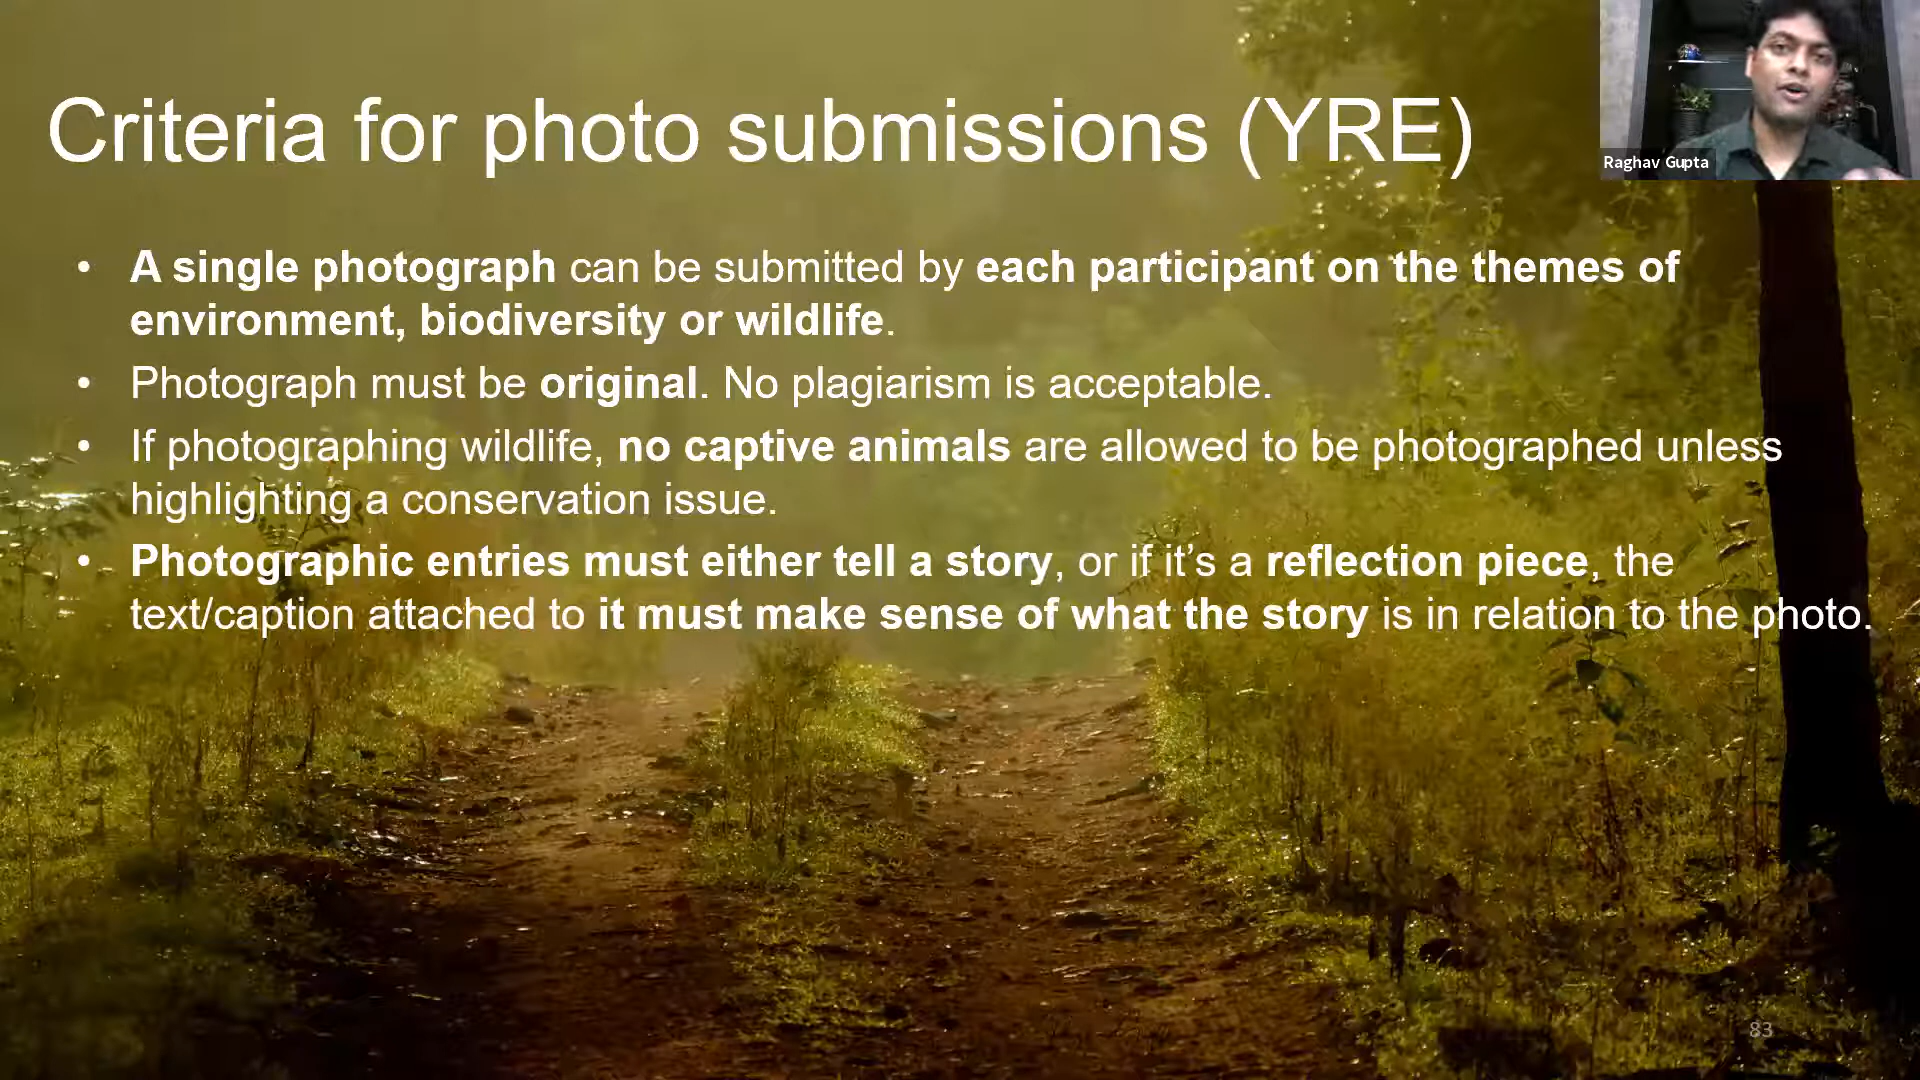 Criteria for photo submissions (YRE)
Raghav Gupta
• A single photograph can be submitted by each participant on the themes of
environment, biodiversity or wildlife.
• Photograph must be original. No plagiarism is acceptable.
• If photographing wildlife, no captive animals are allowed to be photographed unless
highlighting a conservation issue.
• Photographic entries must either tell a story, or if it’s a reflection piece, the
text/caption attached to it must make sense of what the story is in relation to the photo.
83